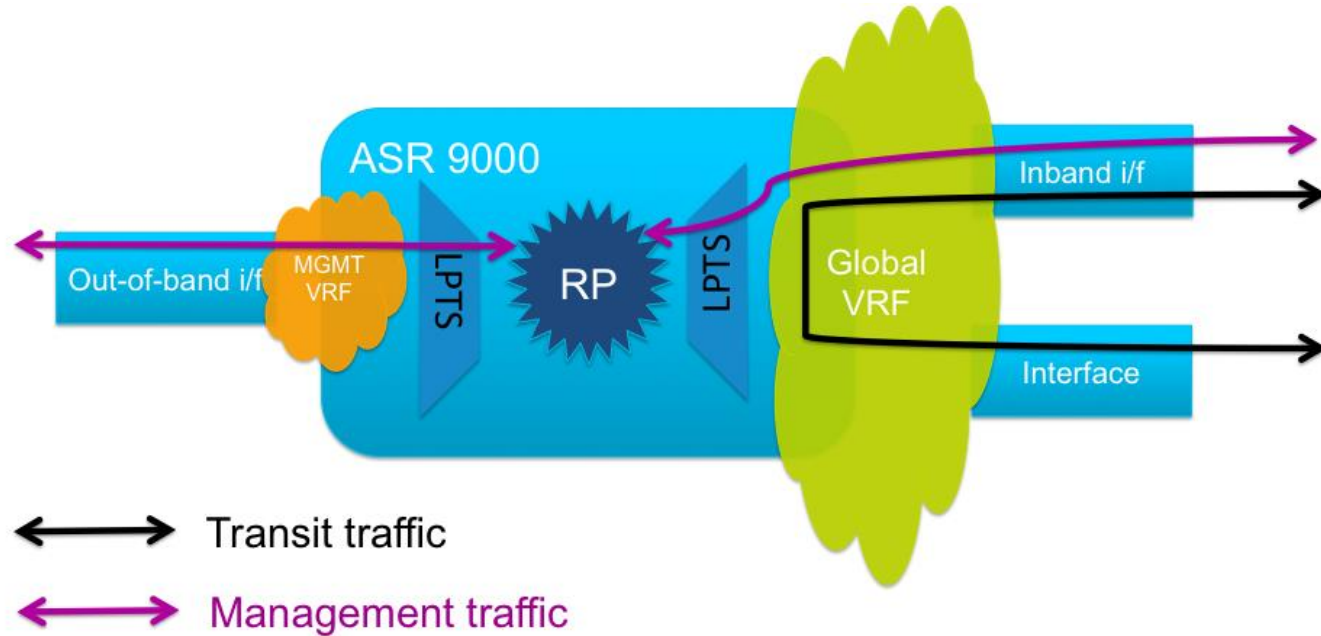 ASR 9000
Out-of-band i/f
MGMT
VRF
LPTS
RP
LPTS
Global
VRF
Inband i/f
Interface
Transit traffic
Management traffic